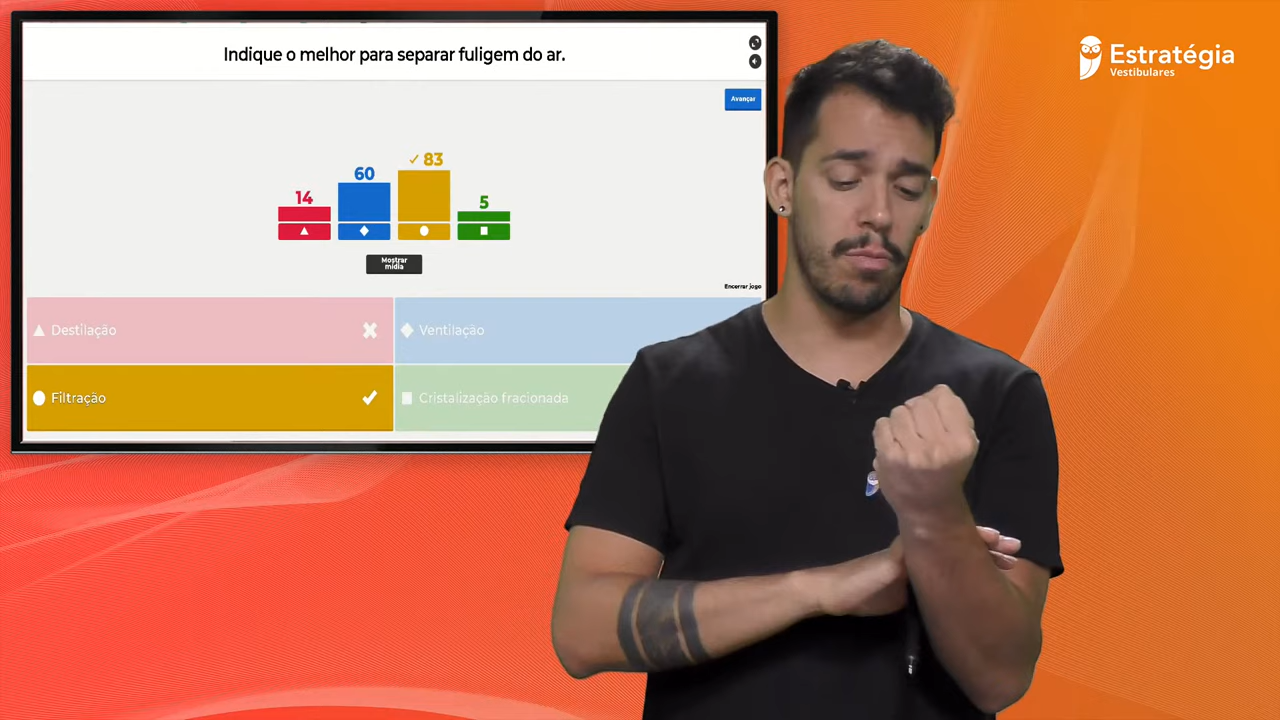 Indique o melhor para separar fuligem do ar.
Estratégia
Vestibulares
Avançar
14
60
✓ 83
5
Mostrar
mídia
Encerrar jogo
Destilação
Ventilação
Filtração
Cristalização fracionada